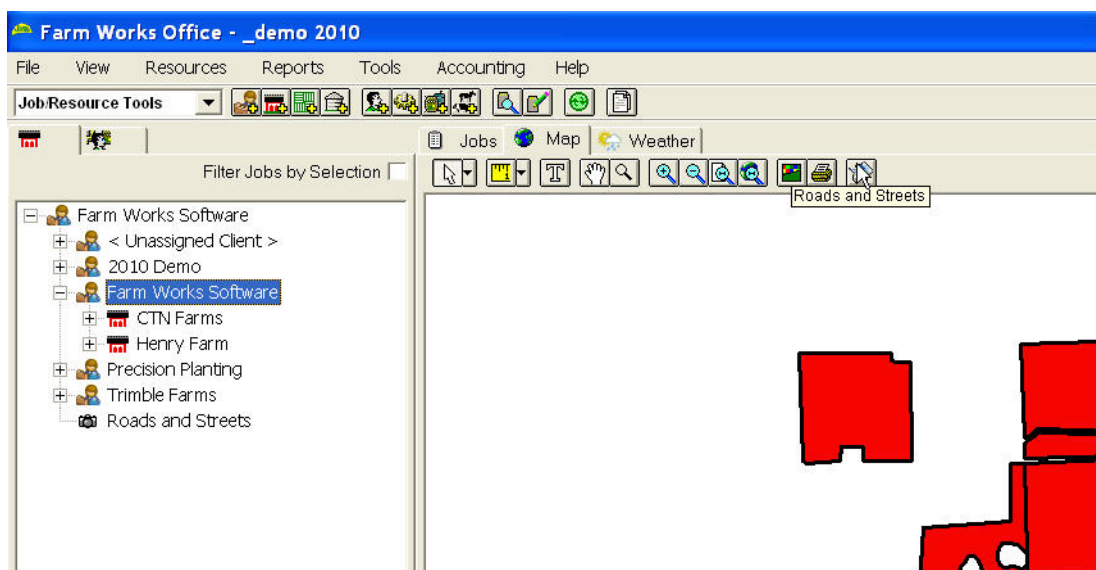 Farm Works Office - _demo 2010
File View Resources Reports Tools Accounting Help
Job/Resource Tools
Jobs Map Weather
Filter Jobs by Selection
Roads and Streets
Farm Works Software
< Unassigned Client >
2010 Demo
Farm Works Software
CTN Farms
Henry Farm
Precision Planting
Trimble Farms
Roads and Streets